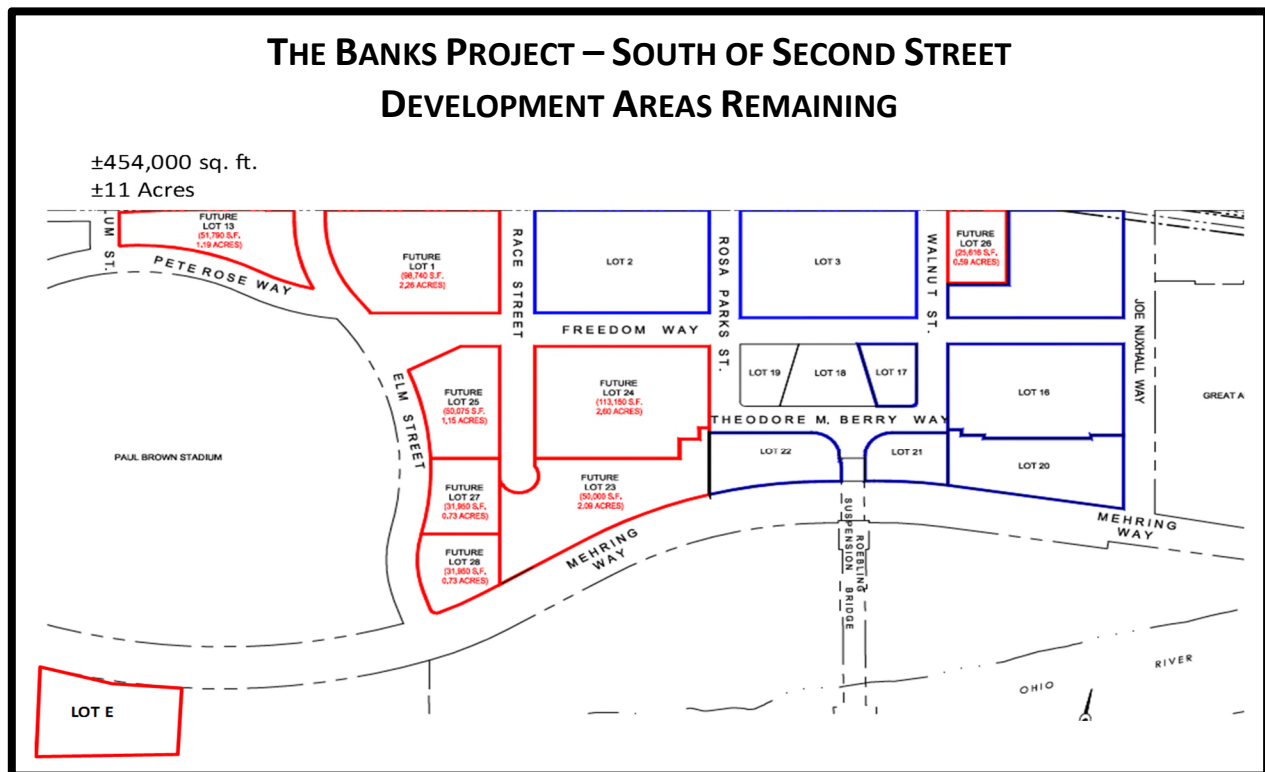 THE BANKS PROJECT – SOUTH OF SECOND STREET
DEVELOPMENT AREAS REMAINING
±454,000 sq. ft.
±11 Acres
LUM ST.
FUTURE
LOT 13
(51,790 S.F.
1.19 ACRES)
PETE ROSE WAY
FUTURE
LOT 1
(98,740 S.F.
2.26 ACRES)
RACE STREET
LOT 2
ROSA PARKS ST.
LOT 3
WALNUT ST.
FUTURE
LOT 26
(25,616 S.F.
0.59 ACRES)
JOE NUXHALL WAY
FREEDOM WAY
ELM STREET
FUTURE
LOT 25
(50,075 S.F.
1.15 ACRES)
FUTURE
LOT 24
(113,150 S.F.
2.60 ACRES)
LOT 19
LOT 18
LOT 17
LOT 16
GREAT A
THEODORE M. BERRY WAY
PAUL BROWN STADIUM
LOT 22
LOT 21
LOT 20
FUTURE
LOT 27
(31,950 S.F.
0.73 ACRES)
FUTURE
LOT 23
(50,000 S.F.
2.09 ACRES)
FUTURE
LOT 28
(31,950 S.F.
0.73 ACRES)
MEHRING
WAY
ROEBLING
SUSPENSION BRIDGE
MEHRING
WAY
OHIO RIVER
LOT E